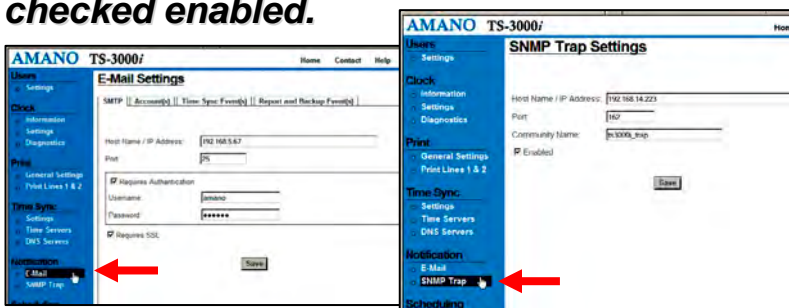 checked enabled.
AMANO TS-3000i
Home Contact Help
Users
Settings
Clock
Information
Settings
Diagnostics
Print
General Settings
Print Lines 1 & 2
Time Sync
Settings
Time Servers
DNS Servers
Notification
E-Mail
SNMP Trap
Scheduling
E-Mail Settings
SMTP || Account(s) || Time Sync Event(s) || Report and Backup Event(s) |
Host Name / IP Address: 192.168.5.67
Port 25
Requires Authentication
Username: amano
Password: ******
Requires SSL
Save
AMANO TS-3000i
Hom
Users
Settings
Clock
Information
Settings
Diagnostics
Print
General Settings
Print Lines 1 & 2
Time Sync
Settings
Time Servers
DNS Servers
Notification
E-Mail
SNMP Trap
Scheduling
SNMP Trap Settings
Host Name / IP Address: 192.168.14.223
Port: 162
Community Name: ts3000i_trap
Enabled
Save